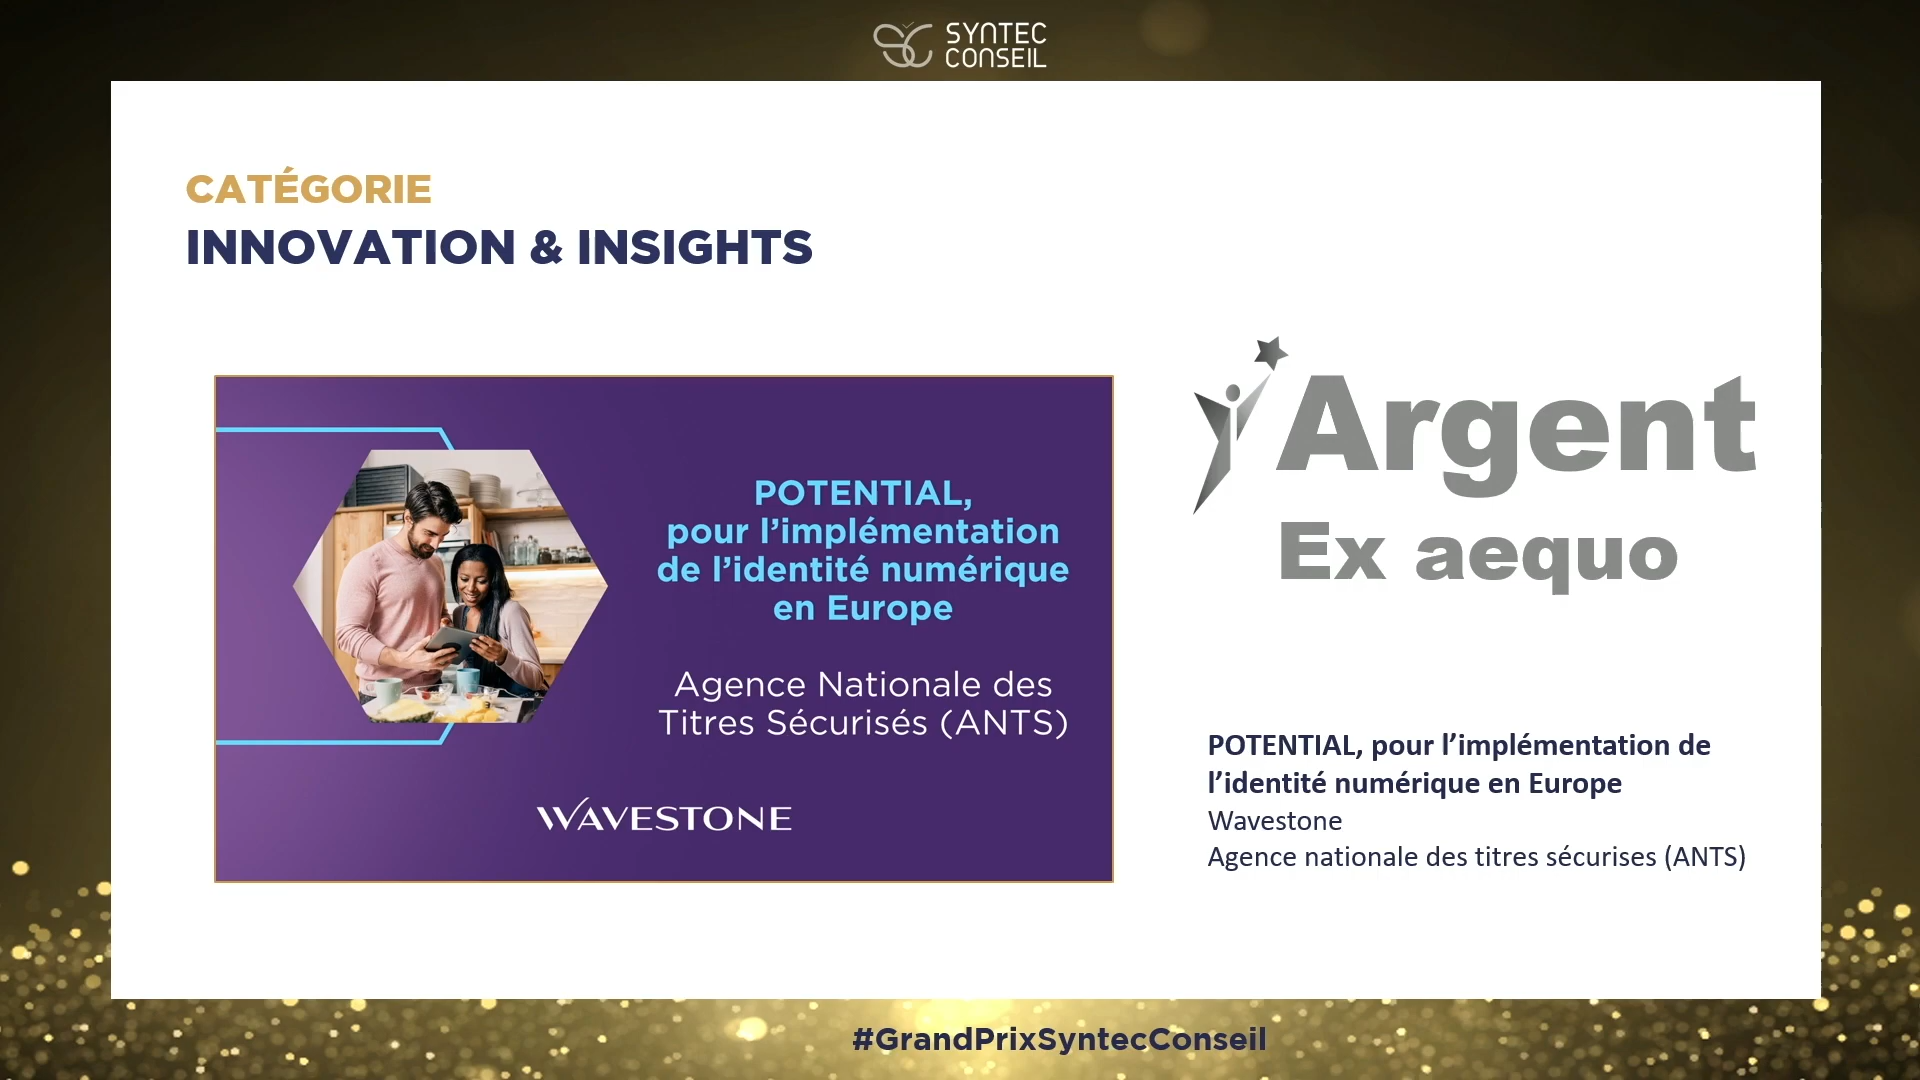 SYNTEC
CONSEIL
CATÉGORIE
INNOVATION & INSIGHTS
POTENTIAL,
pour l’implémentation
de l’identité numérique
en Europe
Agence Nationale des
Titres Sécurisés (ANTS)
WAVESTONE
Argent
Ex aequo
POTENTIAL, pour l’implémentation de
l’identité numérique en Europe
Wavestone
Agence nationale des titres sécurises (ANTS)
#GrandPrixSyntecConseil